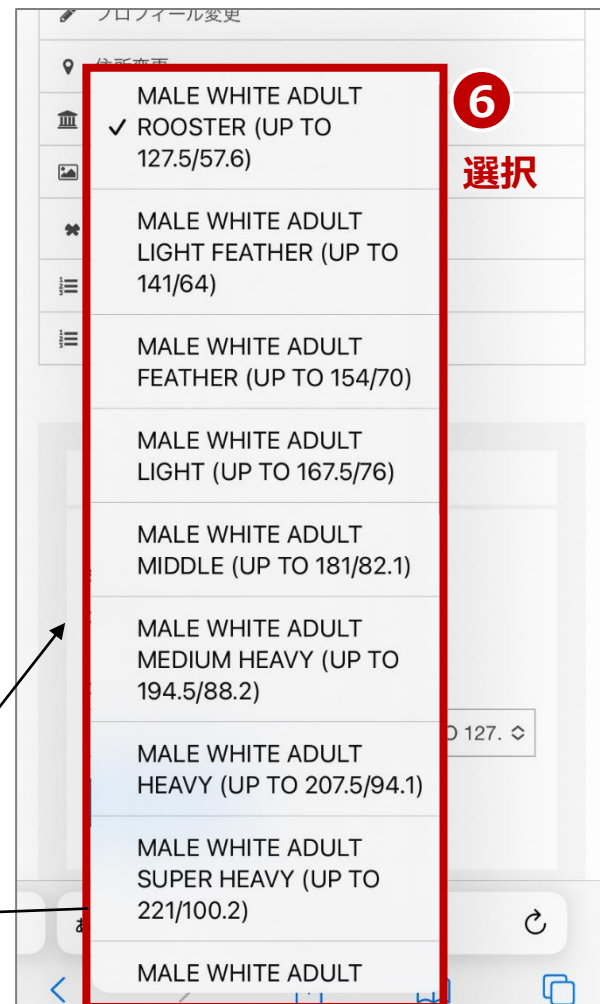 プロフィール変更
住所変更
MALE WHITE ADULT
ROOSTER (UP TO
127.5/57.6)
6
選択
MALE WHITE ADULT
LIGHT FEATHER (UP TO
141/64)
MALE WHITE ADULT
FEATHER (UP TO 154/70)
MALE WHITE ADULT
LIGHT (UP TO 167.5/76)
MALE WHITE ADULT
MIDDLE (UP TO 181/82.1)
MALE WHITE ADULT
MEDIUM HEAVY (UP TO
194.5/88.2)
O 127.
MALE WHITE ADULT
HEAVY (UP TO 207.5/94.1)
MALE WHITE ADULT
SUPER HEAVY (UP TO
221/100.2)
MALE WHITE ADULT